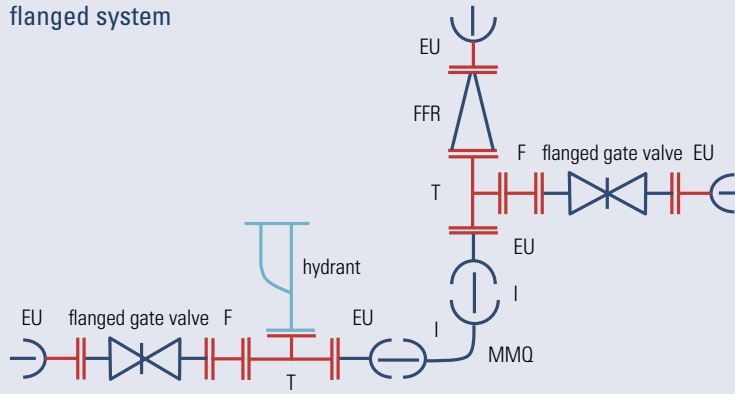 flanged system
EU
FFR
F flanged gate valve EU
T
EU
hydrant
I
EU flanged gate valve F EU
I
MMQ
T